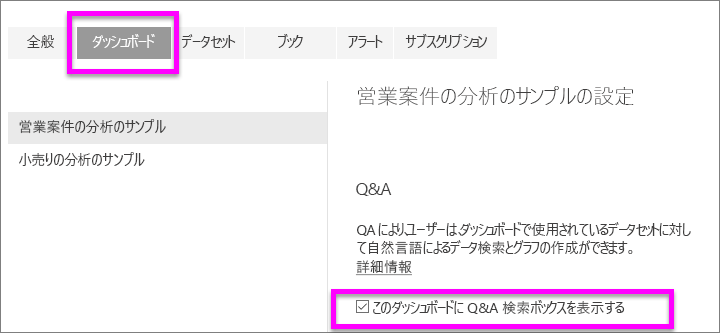 全般 ダッシュボード データセット ブック アラート サブスクリプション
営業案件の分析のサンプル
小売りの分析のサンプル
営業案件の分析のサンプルの設定
Q&A
QA により、ユーザーは、ダッシュボードで使用されているデータセットに対し
て自然言語によるデータ検索とグラフの作成ができます。
詳細情報
このダッシュボードに Q&A 検索ボックスを表示する